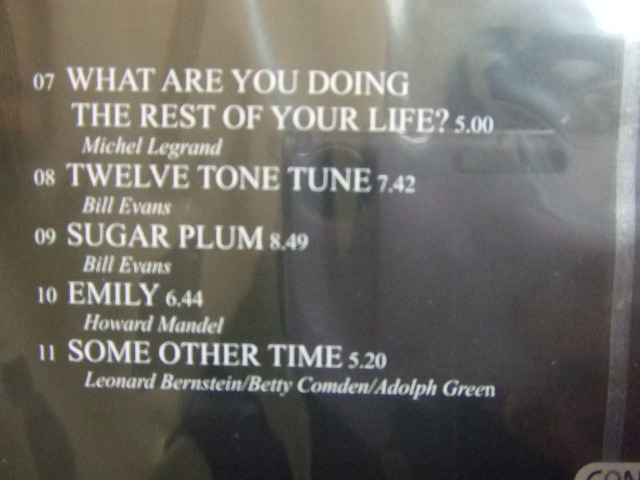 07 WHAT ARE YOU DOING
THE REST OF YOUR LIFE? 5.00
Michel Legrand
08 TWELVE TONE TUNE 7.42
Bill Evans
09 SUGAR PLUM 8.49
Bill Evans
10 EMILY 6.44
Howard Mandel
11 SOME OTHER TIME 5.20
Leonard Bernstein/Betty Comden/Adolph Green